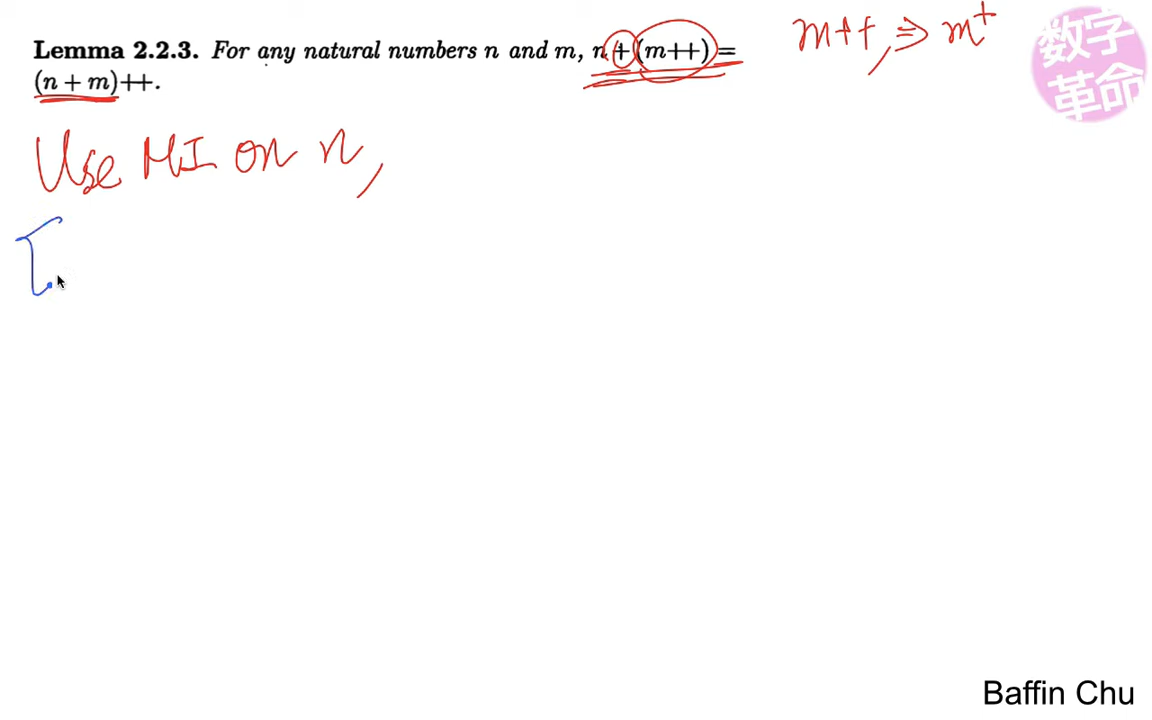 Lemma 2.2.3. For any natural numbers n and m, n + (m++) =
(n + m)++.
m++, ⇒ m⁺
数字
革命
Use MI on n,
Baffin Chu